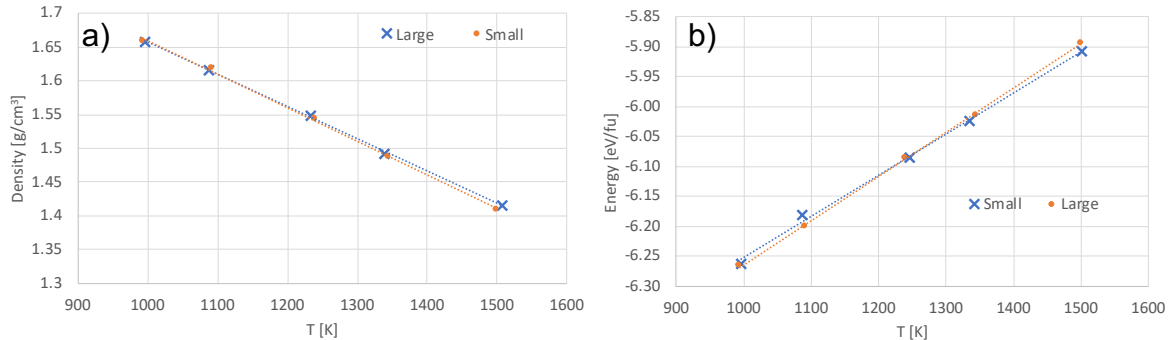 a)
Large Small
Density [g/cm³]
1.7
1.65
1.6
1.55
1.5
1.45
1.4
1.35
1.3
900 1000 1100 1200 1300 1400 1500 1600
T [K]
b)
Small Large
Energy [eV/fu]
-5.85
-5.90
-5.95
-6.00
-6.05
-6.10
-6.15
-6.20
-6.25
-6.30
900 1000 1100 1200 1300 1400 1500 1600
T [K]